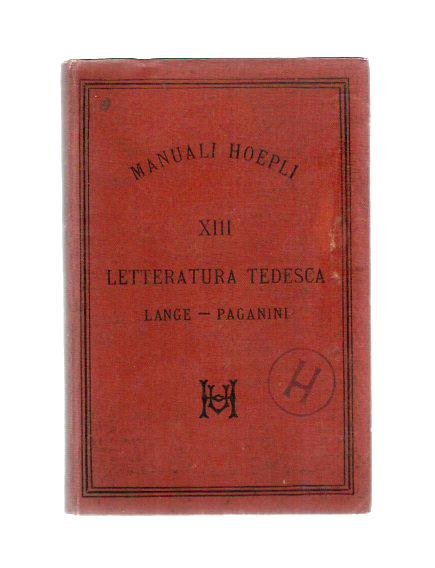 MANUALI HOEPLI
XIII
LETTERATURA TEDESCA
LANGE — PAGANINI
H